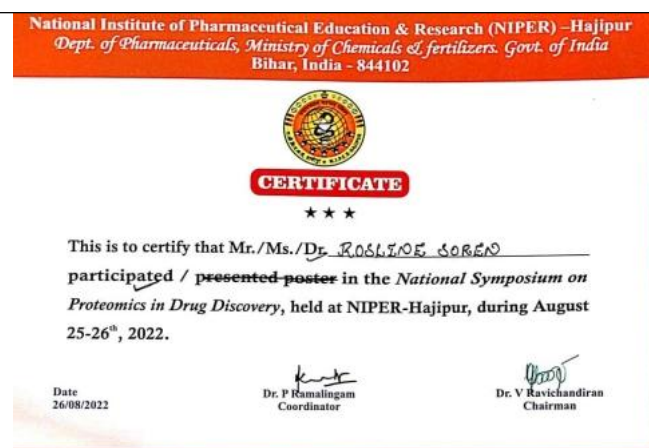 National Institute of Pharmaceutical Education & Research (NIPER) –Hajipur
Dept. of Pharmaceuticals, Ministry of Chemicals & fertilizers. Govt. of India
Bihar, India - 844102
CERTIFICATE
This is to certify that Mr./Ms./Dr. ROSLINE SOREN
participated / presented poster in the National Symposium on
Proteomics in Drug Discovery, held at NIPER-Hajipur, during August
25-26th, 2022.
Date
26/08/2022
Dr. P Ramalingam
Coordinator
Dr. V Ravichandiran
Chairman